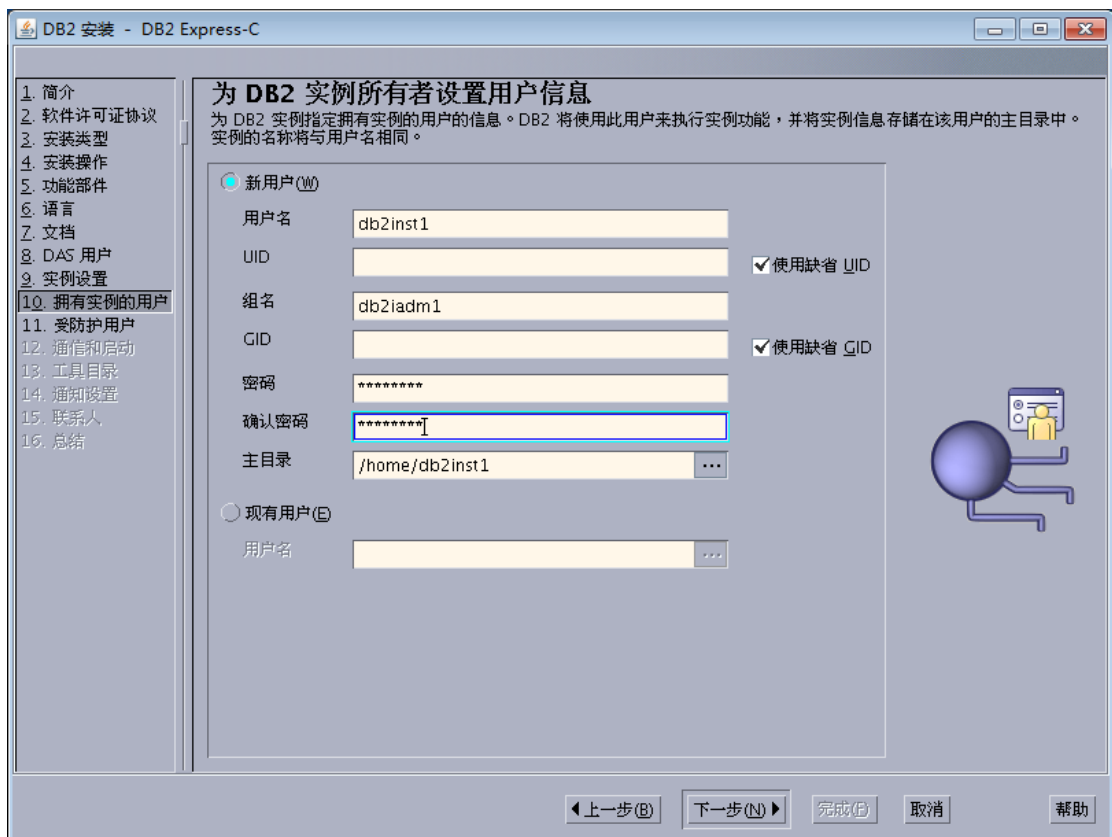 DB2 安装 - DB2 Express-C
1. 简介
2. 软件许可证协议
3. 安装类型
4. 安装操作
5. 功能部件
6. 语言
7. 文档
8. DAS 用户
9. 实例设置
10. 拥有实例的用户
11. 受防护用户
12. 通信和启动
13. 工具目录
14. 通知设置
15. 联系人
16. 总结
为 DB2 实例所有者设置用户信息
为 DB2 实例指定拥有实例的用户的信息。DB2 将使用此用户来执行实例功能，并将实例信息存储在该用户的主目录中。
实例的名称将与用户名相同。
新用户(W)
用户名 db2inst1
UID 使用缺省 UID
组名 db2iadm1
GID 使用缺省 GID
密码 ********
确认密码 ********
主目录 /home/db2inst1 ...
现有用户(E)
用户名 ...
上一步(B) 下一步(N) 完成(F) 取消 帮助